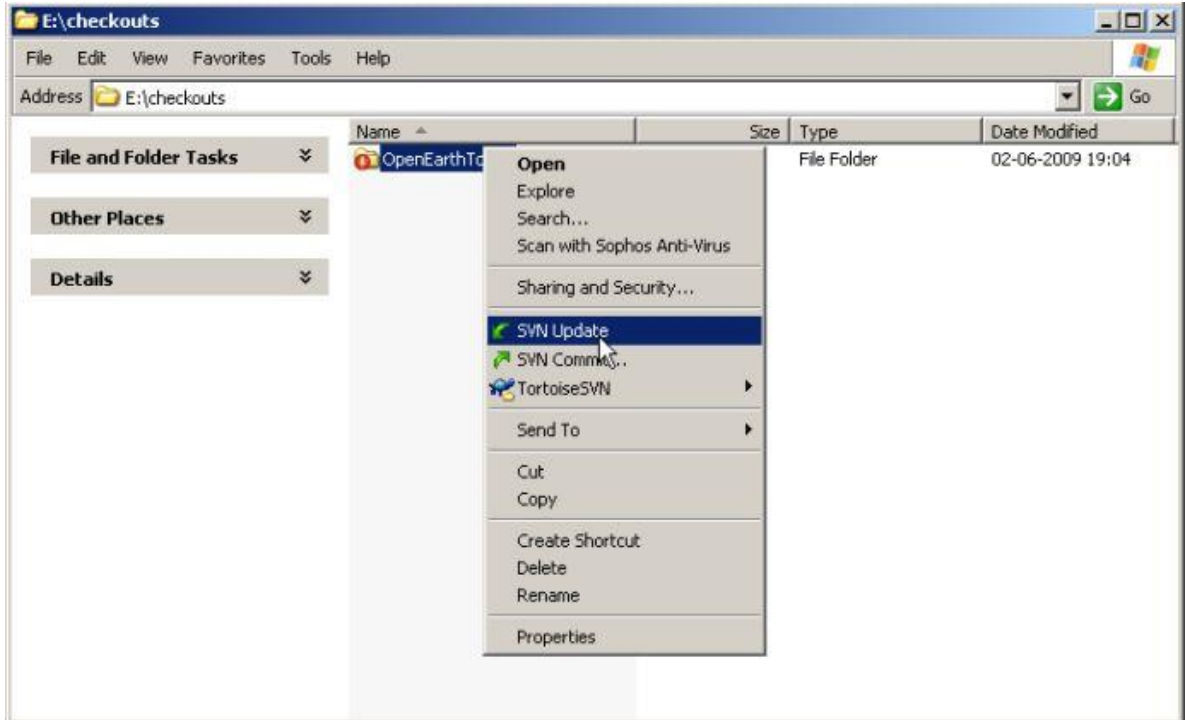 E:\checkouts
File Edit View Favorites Tools Help
Address E:\checkouts Go
Name Size Type Date Modified
File and Folder Tasks
Other Places
Details
File Folder 02-06-2009 19:04
Open
Explore
Search...
Scan with Sophos Anti-Virus
Sharing and Security...
SVN Update
TortoiseSVN
Send To
Cut
Copy
Create Shortcut
Delete
Rename
Properties